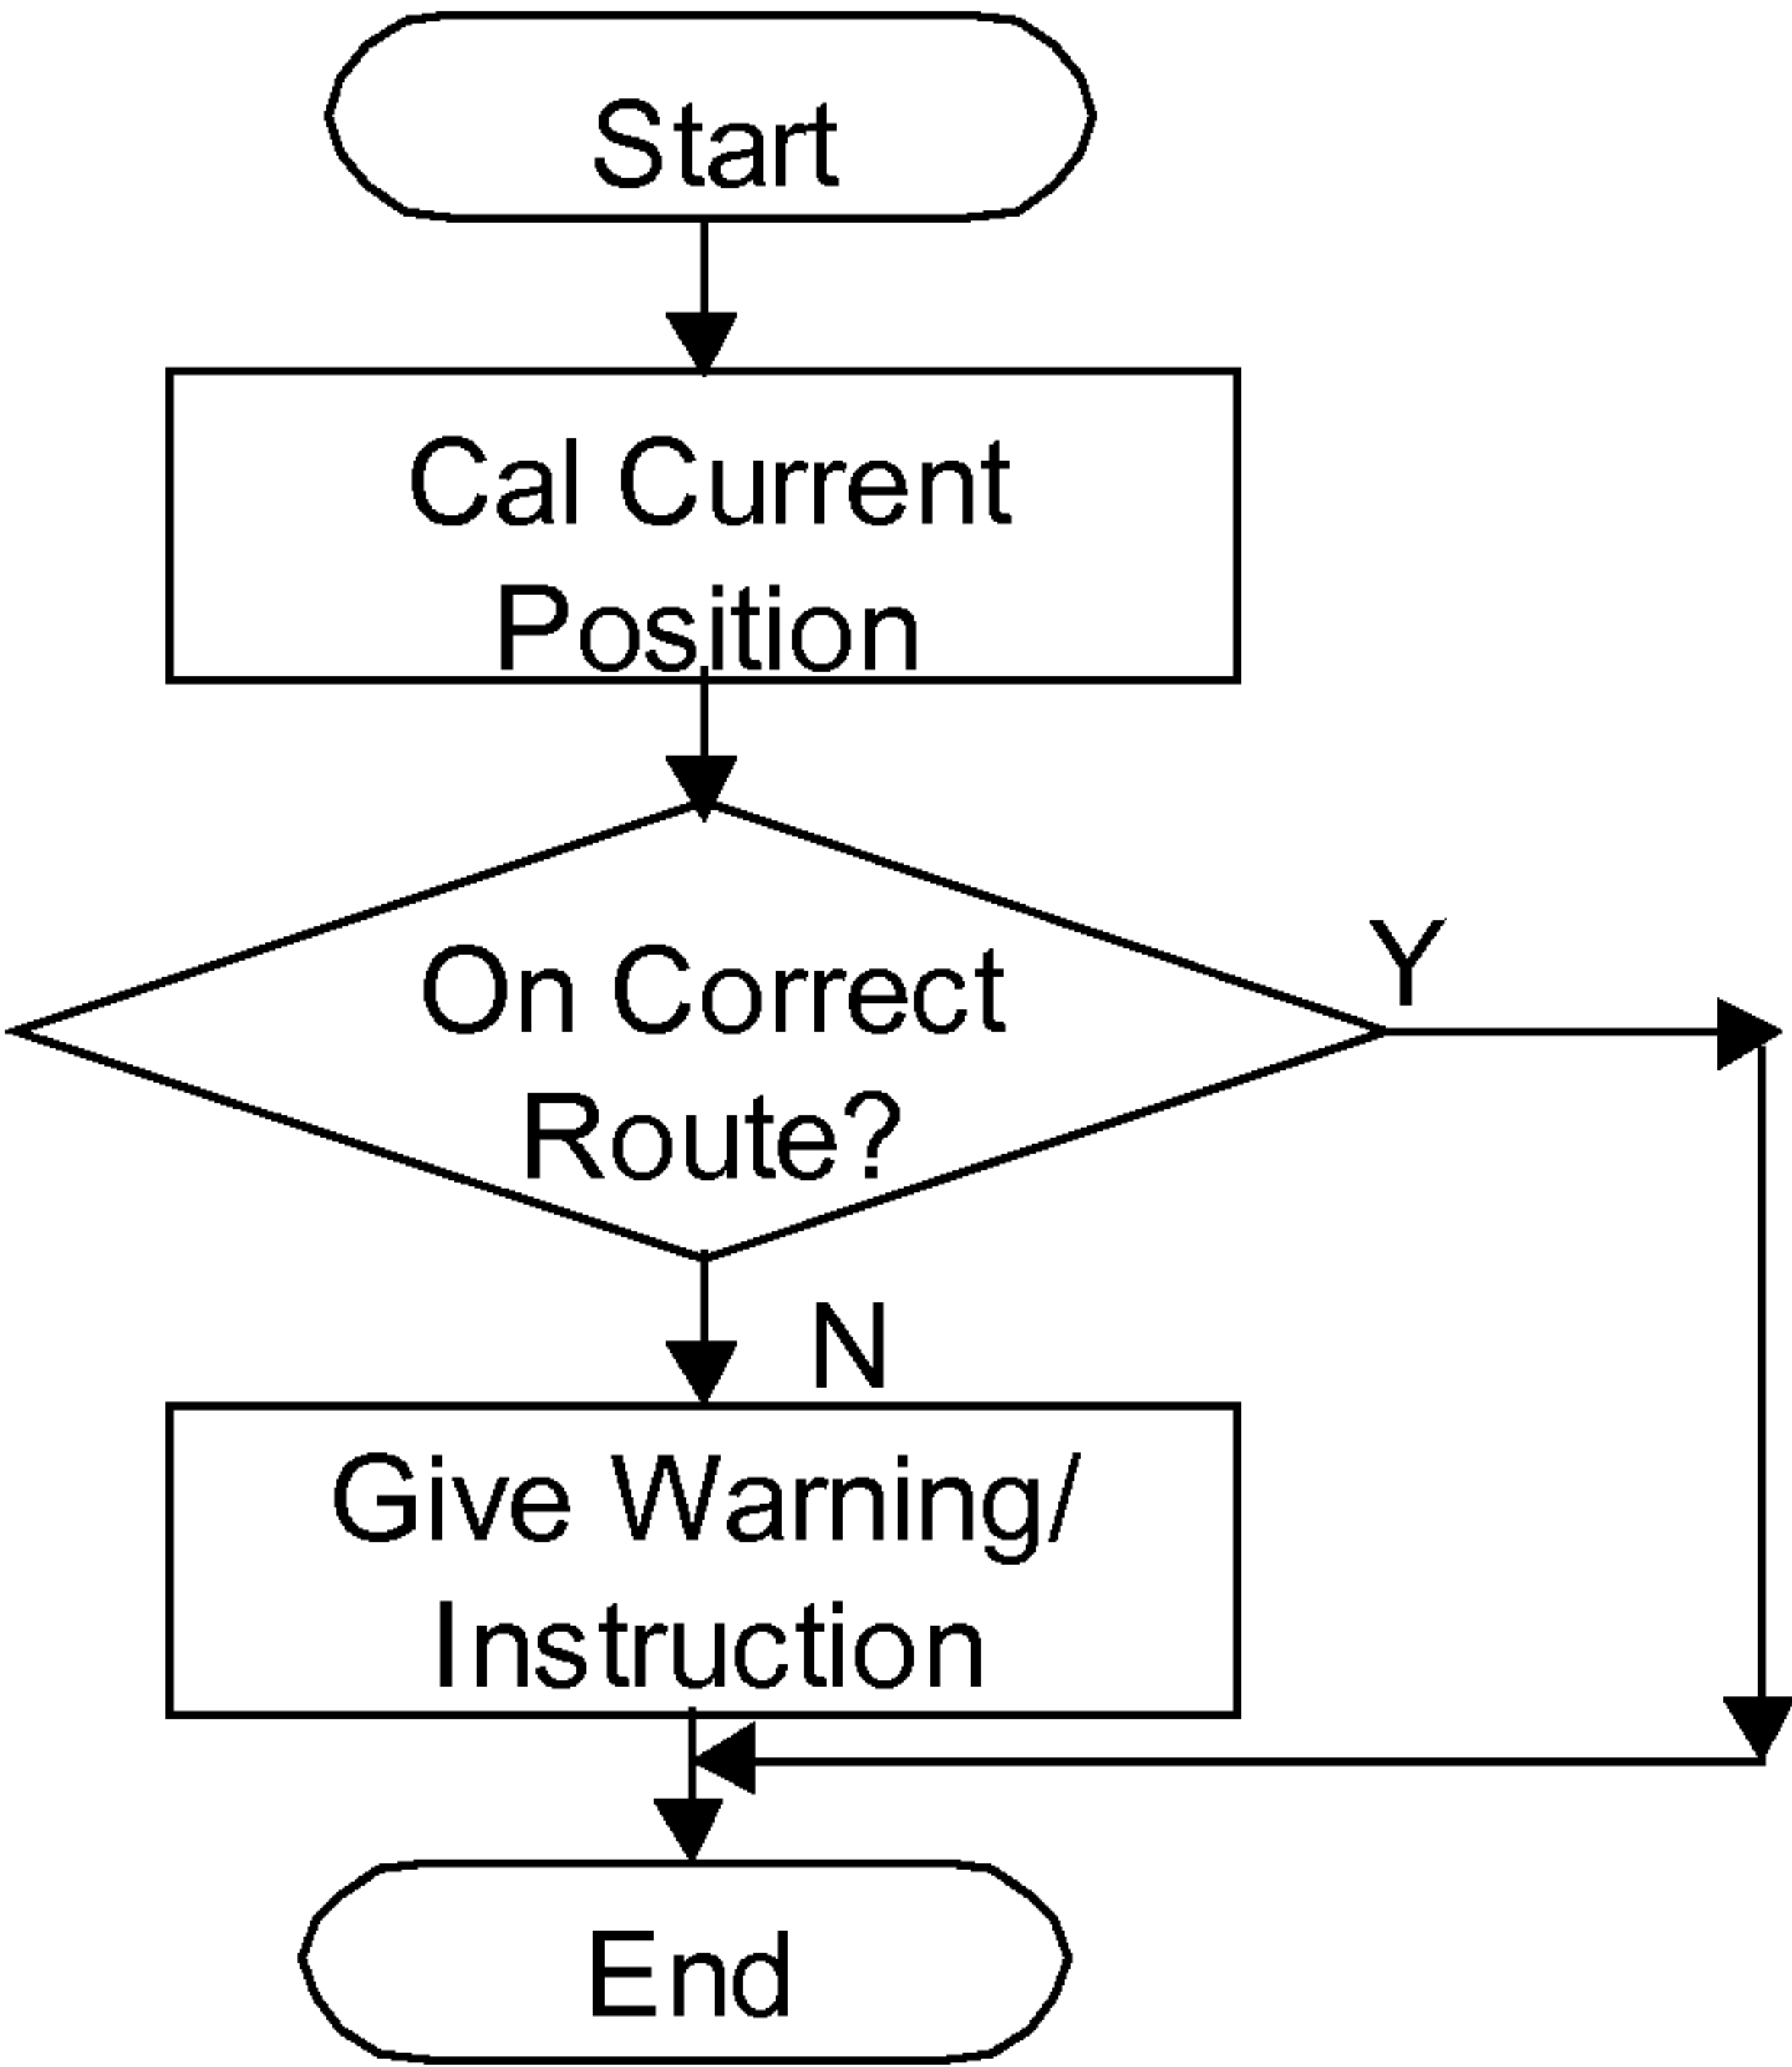 Start
Cal Current
Position
On Correct
Route?
Y
N
Give Warning/
Instruction
End